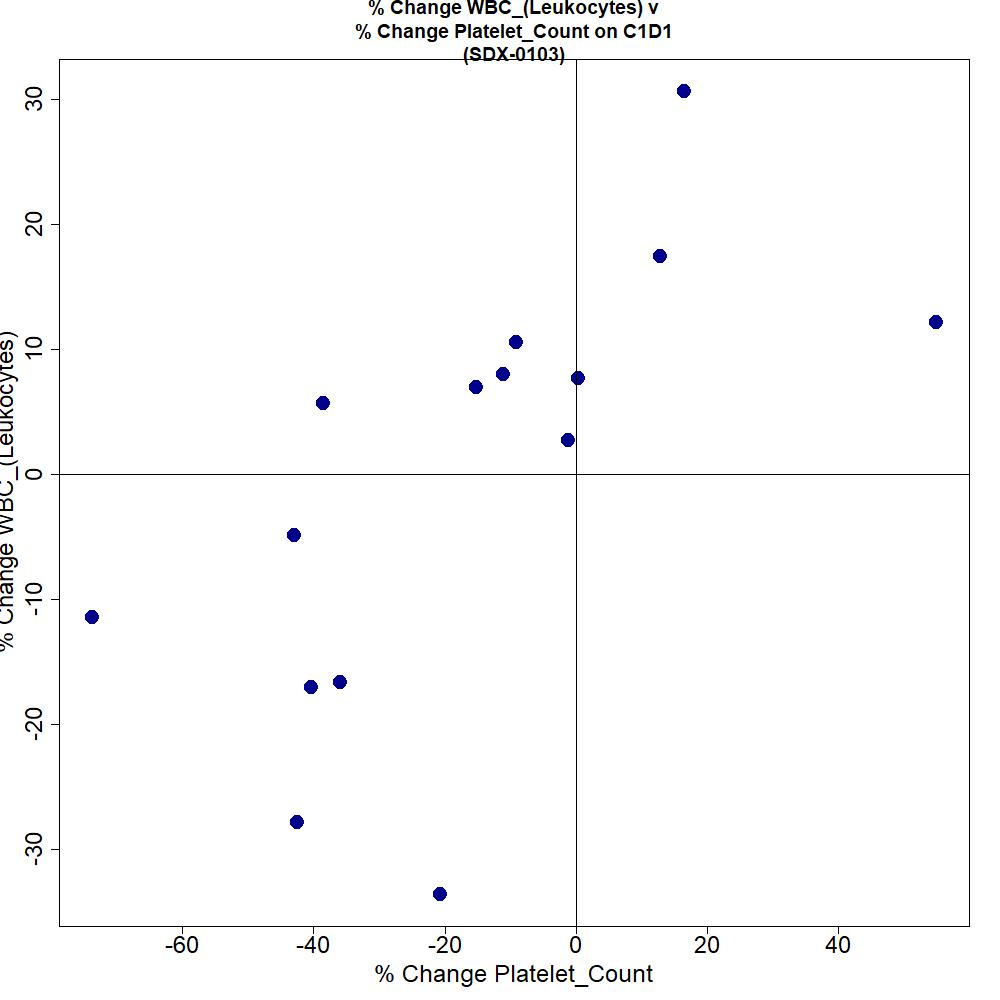 % Change WBC_(Leukocytes) v
% Change Platelet_Count on C1D1
(SDX-0103)
% Change WBC_(Leukocytes)
30
20
10
0
-10
-20
-30
-60
-40
-20
0
20
40
% Change Platelet_Count